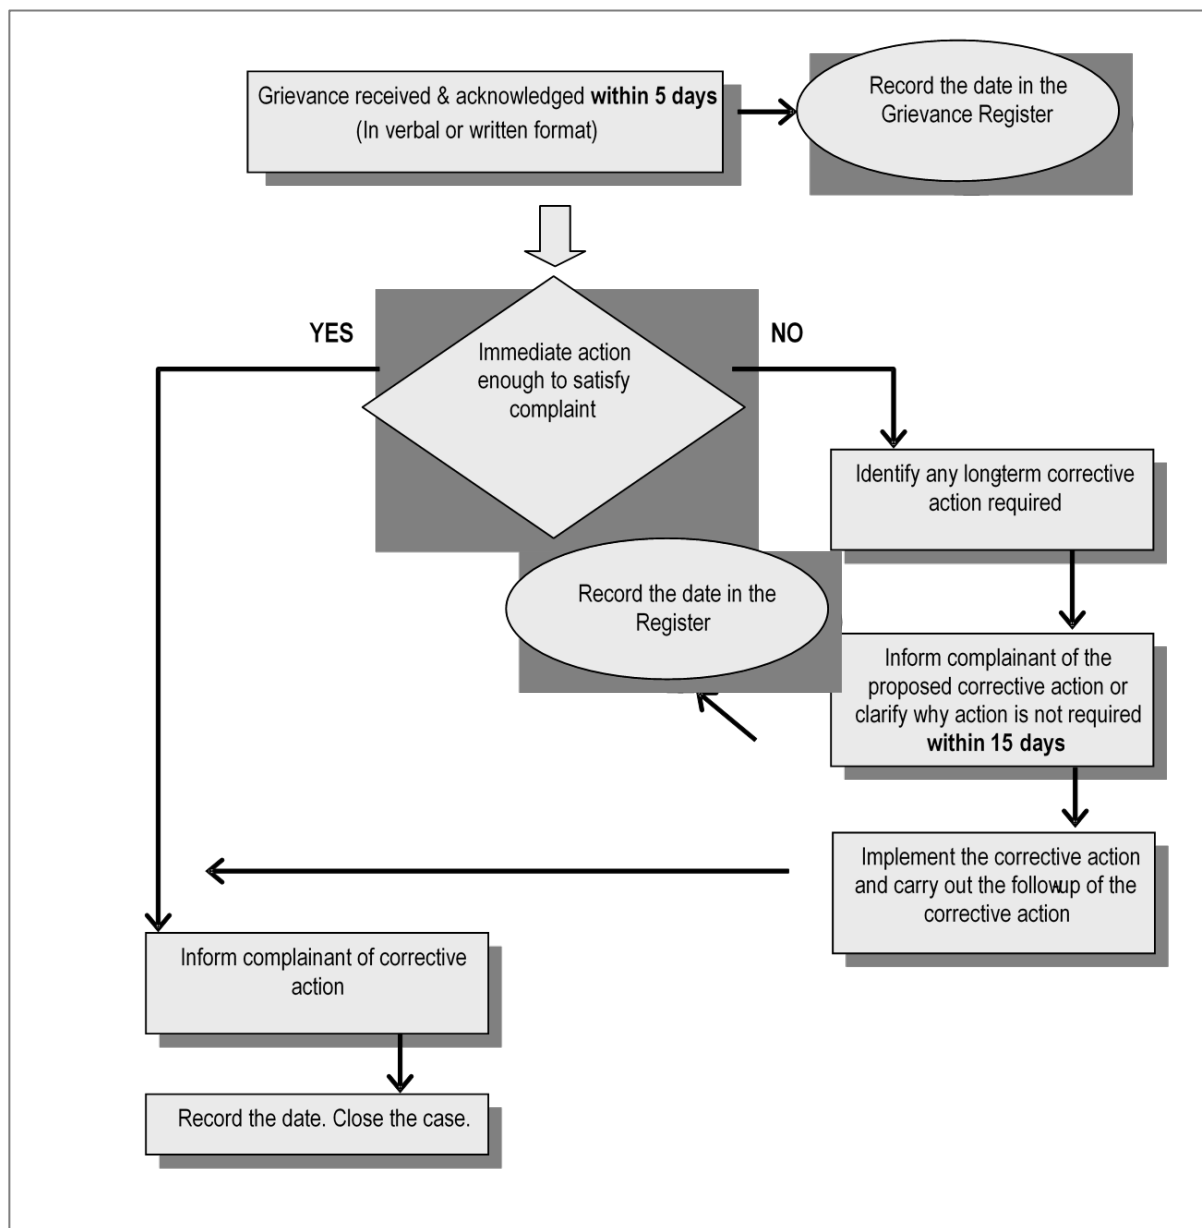 Grievance received & acknowledged within 5 days
(In verbal or written format)
Record the date in the
Grievance Register
YES
NO
Immediate action
enough to satisfy
complaint
Identify any long-term corrective
action required
Record the date in the
Register
Inform complainant of the
proposed corrective action or
clarify why action is not required
within 15 days
Implement the corrective action
and carry out the follow-up of the
corrective action
Inform complainant of corrective
action
Record the date. Close the case.